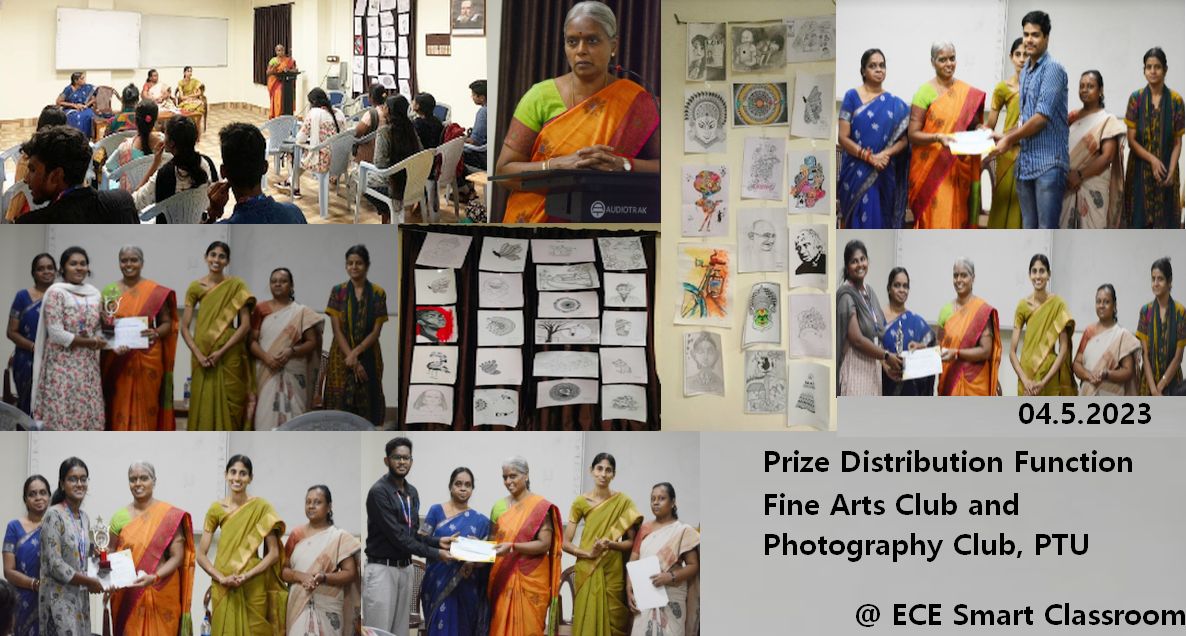 AUDIOTRAK
04.5.2023
Prize Distribution Function
Fine Arts Club and
Photography Club, PTU
@ ECE Smart Classroom